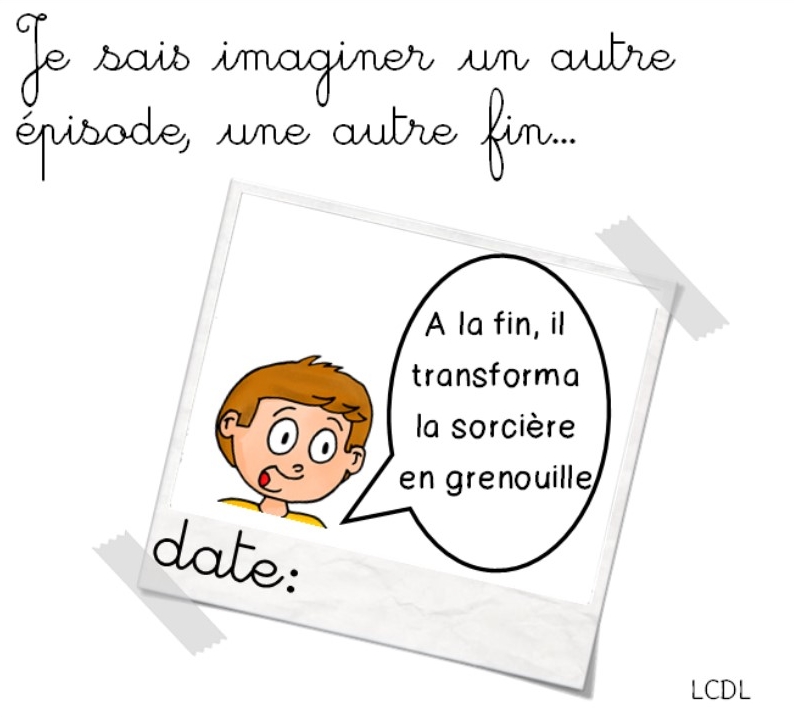 Je sais imaginer un autre
épisode, une autre fin...
A la fin, il
transforma
la sorcière
en grenouille
date:
LCDL